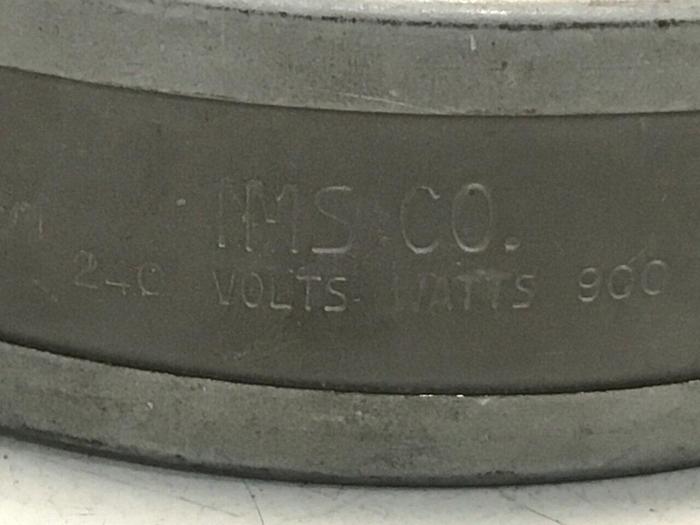 IMS CO.
240 VOLTS WATTS 900